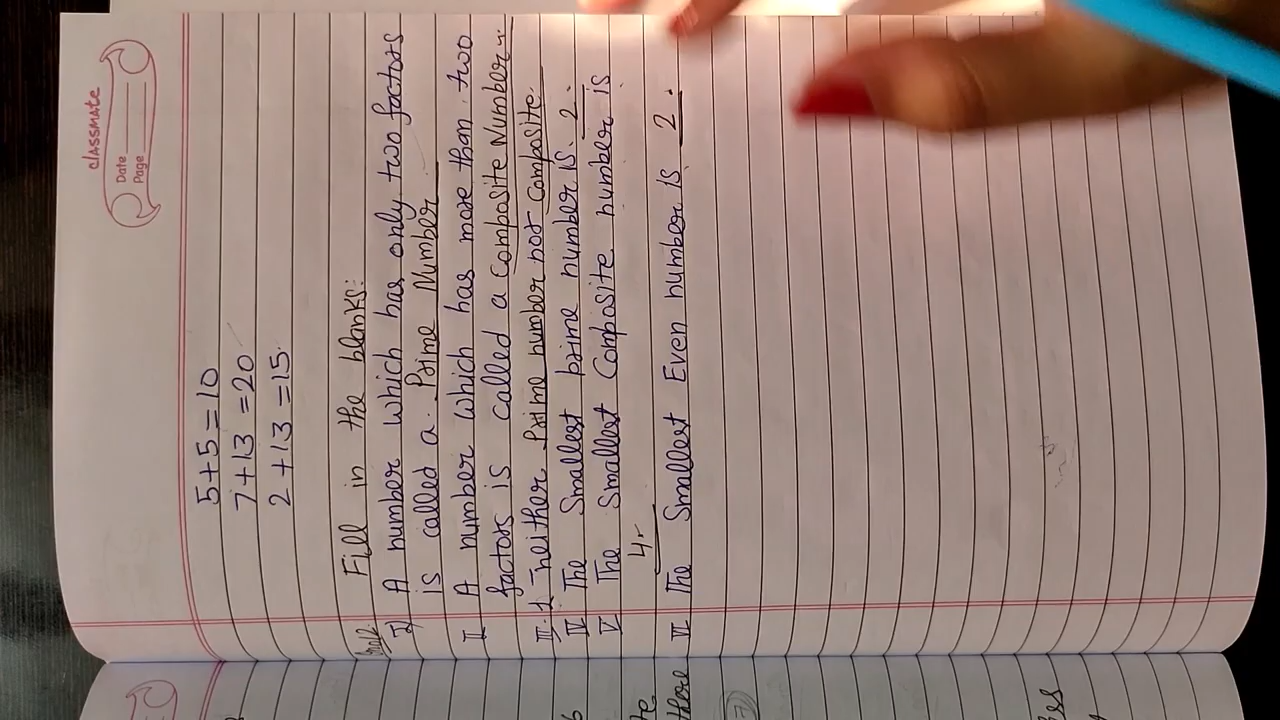 classmate
Date
Page
5+5=10
7+13=20
2+13=15
Fill in the blanks:
I) A number which has only two factors
is called a Prime Number
II A number which has more than two
factors is called a Composite Number.
III. 1 neither Prime number not Composite.
IV The Smallest prime number is 2.
V The Smallest Composite number is
4.
VI The Smallest Even number is 2.
there